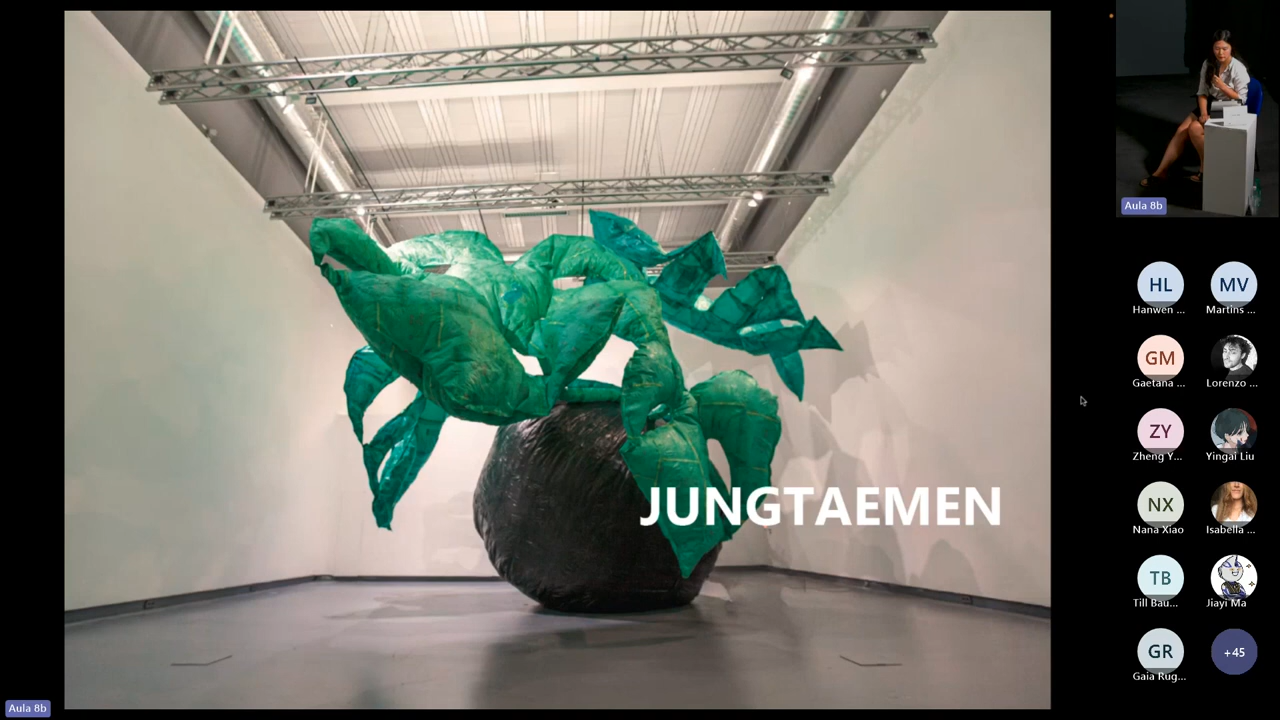 JUNGTAEMEN
Aula 8b
HL
Hanwen ...
MV
Martins ...
GM
Gaetana ...
Lorenzo ...
ZY
Zheng Y...
Yingai Liu
NX
Nana Xiao
Isabella ...
TB
Till Bau...
Jiayi Ma
GR
Gaia Rug...
+45
Aula 8b